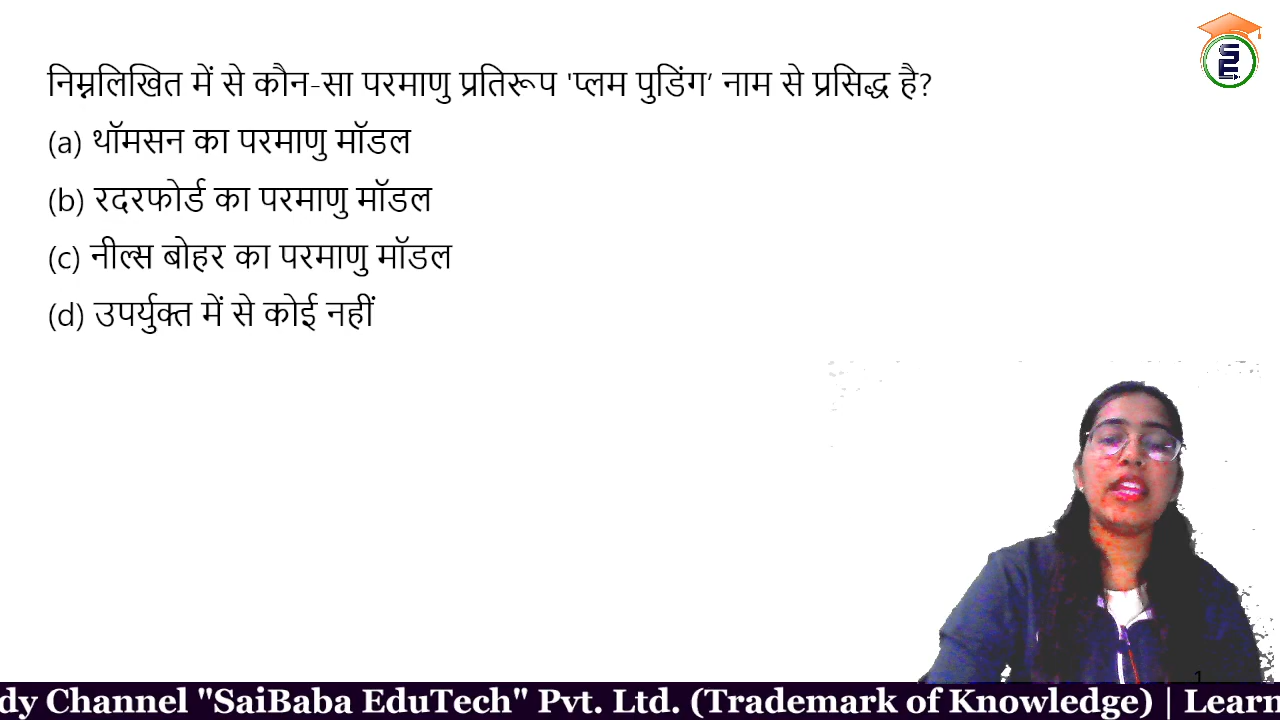 निम्नलिखित में से कौन-सा परमाणु प्रतिरूप 'प्लम पुडिंग’ नाम से प्रसिद्ध है?
(a) थॉमसन का परमाणु मॉडल
(b) रदरफोर्ड का परमाणु मॉडल
(c) नील्स बोहर का परमाणु मॉडल
(d) उपर्युक्त में से कोई नहीं
1
dy Channel "SaiBaba EduTech" Pvt. Ltd. (Trademark of Knowledge) | Learn